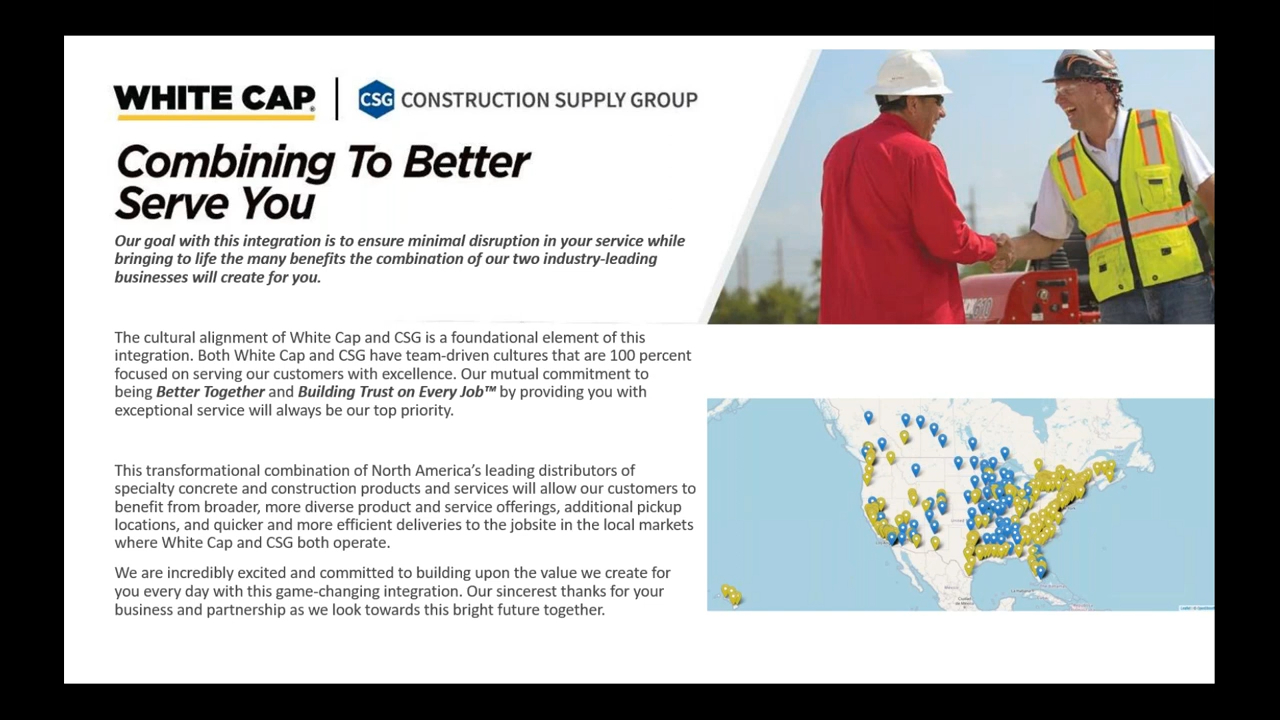 WHITE CAP®
CSG CONSTRUCTION SUPPLY GROUP
Combining To Better
Serve You
Our goal with this integration is to ensure minimal disruption in your service while
bringing to life the many benefits the combination of our two industry-leading
businesses will create for you.
The cultural alignment of White Cap and CSG is a foundational element of this
integration. Both White Cap and CSG have team-driven cultures that are 100 percent
focused on serving our customers with excellence. Our mutual commitment to
being Better Together and Building Trust on Every Job™ by providing you with
exceptional service will always be our top priority.
This transformational combination of North America’s leading distributors of
specialty concrete and construction products and services will allow our customers to
benefit from broader, more diverse product and service offerings, additional pickup
locations, and quicker and more efficient deliveries to the jobsite in the local markets
where White Cap and CSG both operate.
We are incredibly excited and committed to building upon the value we create for
you every day with this game-changing integration. Our sincerest thanks for your
business and partnership as we look towards this bright future together.